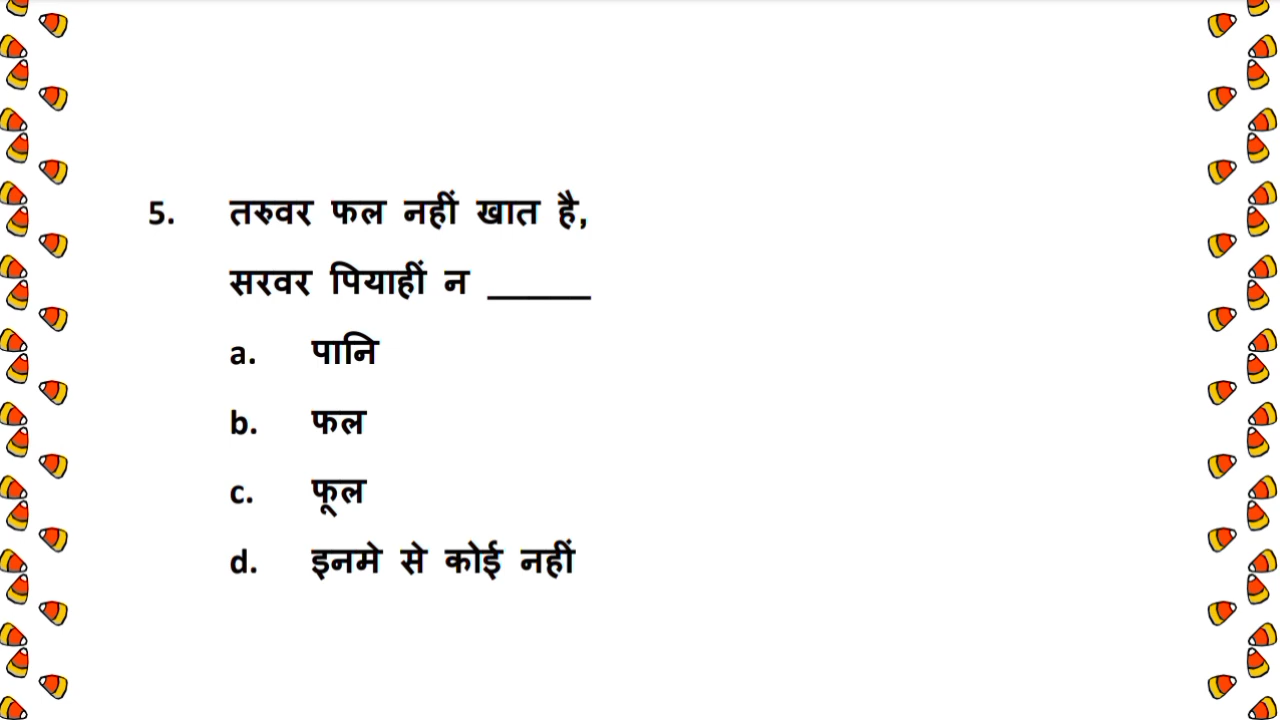 5. तरुवर फल नहीं खात है,
सरवर पियाहीं न ______
a. पानि
b. फल
c. फूल
d. इनमे से कोई नहीं